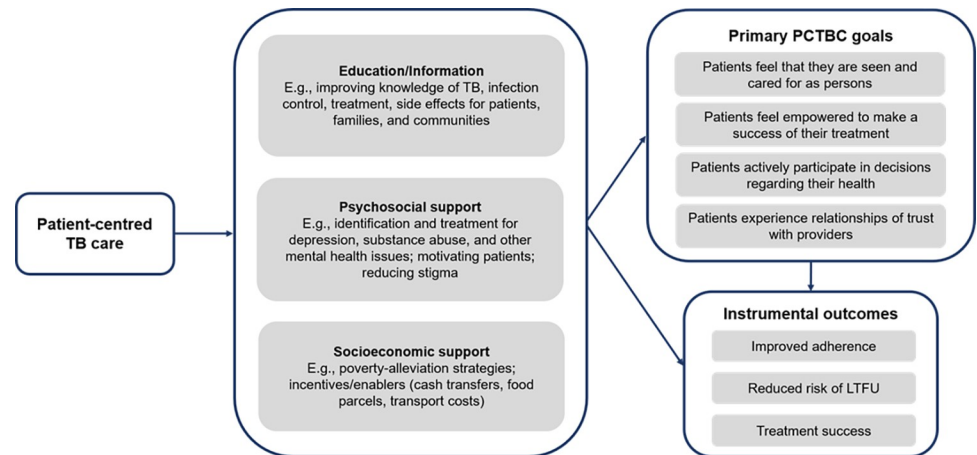 Patient-centred
TB care
Education/Information
E.g., improving knowledge of TB, infection
control, treatment, side effects for patients,
families, and communities
Psychosocial support
E.g., identification and treatment for
depression, substance abuse, and other
mental health issues; motivating patients;
reducing stigma
Socioeconomic support
E.g., poverty-alleviation strategies;
incentives/enablers (cash transfers, food
parcels, transport costs)
Primary PCTBC goals
Patients feel that they are seen and
cared for as persons
Patients feel empowered to make a
success of their treatment
Patients actively participate in decisions
regarding their health
Patients experience relationships of trust
with providers
Instrumental outcomes
Improved adherence
Reduced risk of LTFU
Treatment success